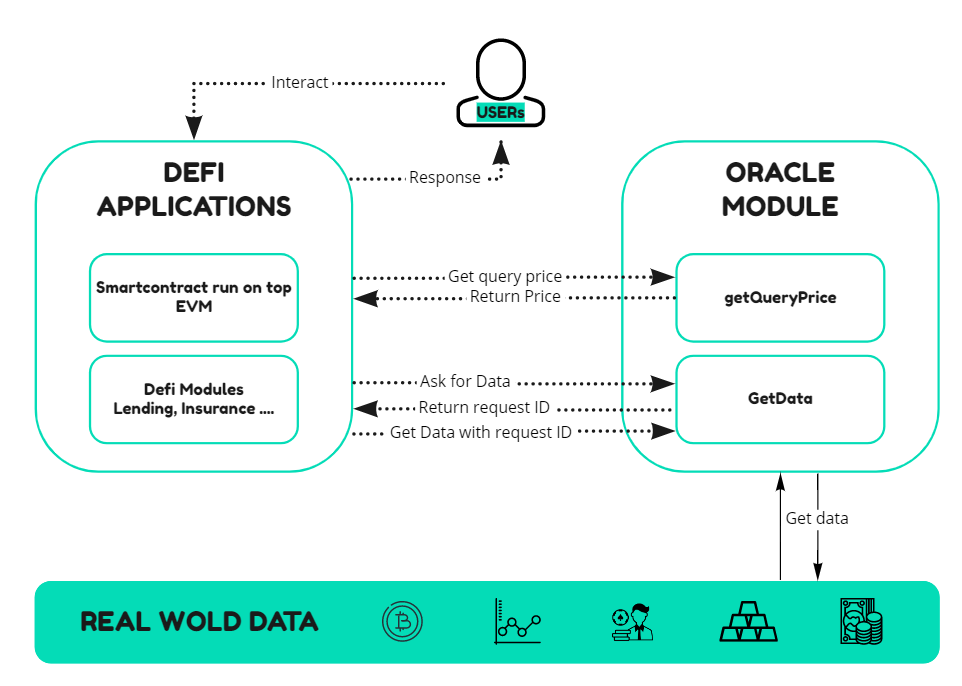 Interact
USERs
DEFI
APPLICATIONS
Response
ORACLE
MODULE
Smartcontract run on top
EVM
Get query price
Return Price
getQueryPrice
Defi Modules
Lending, Insurance ....
Ask for Data
Return request ID
Get Data with request ID
GetData
Get data
REAL WOLD DATA